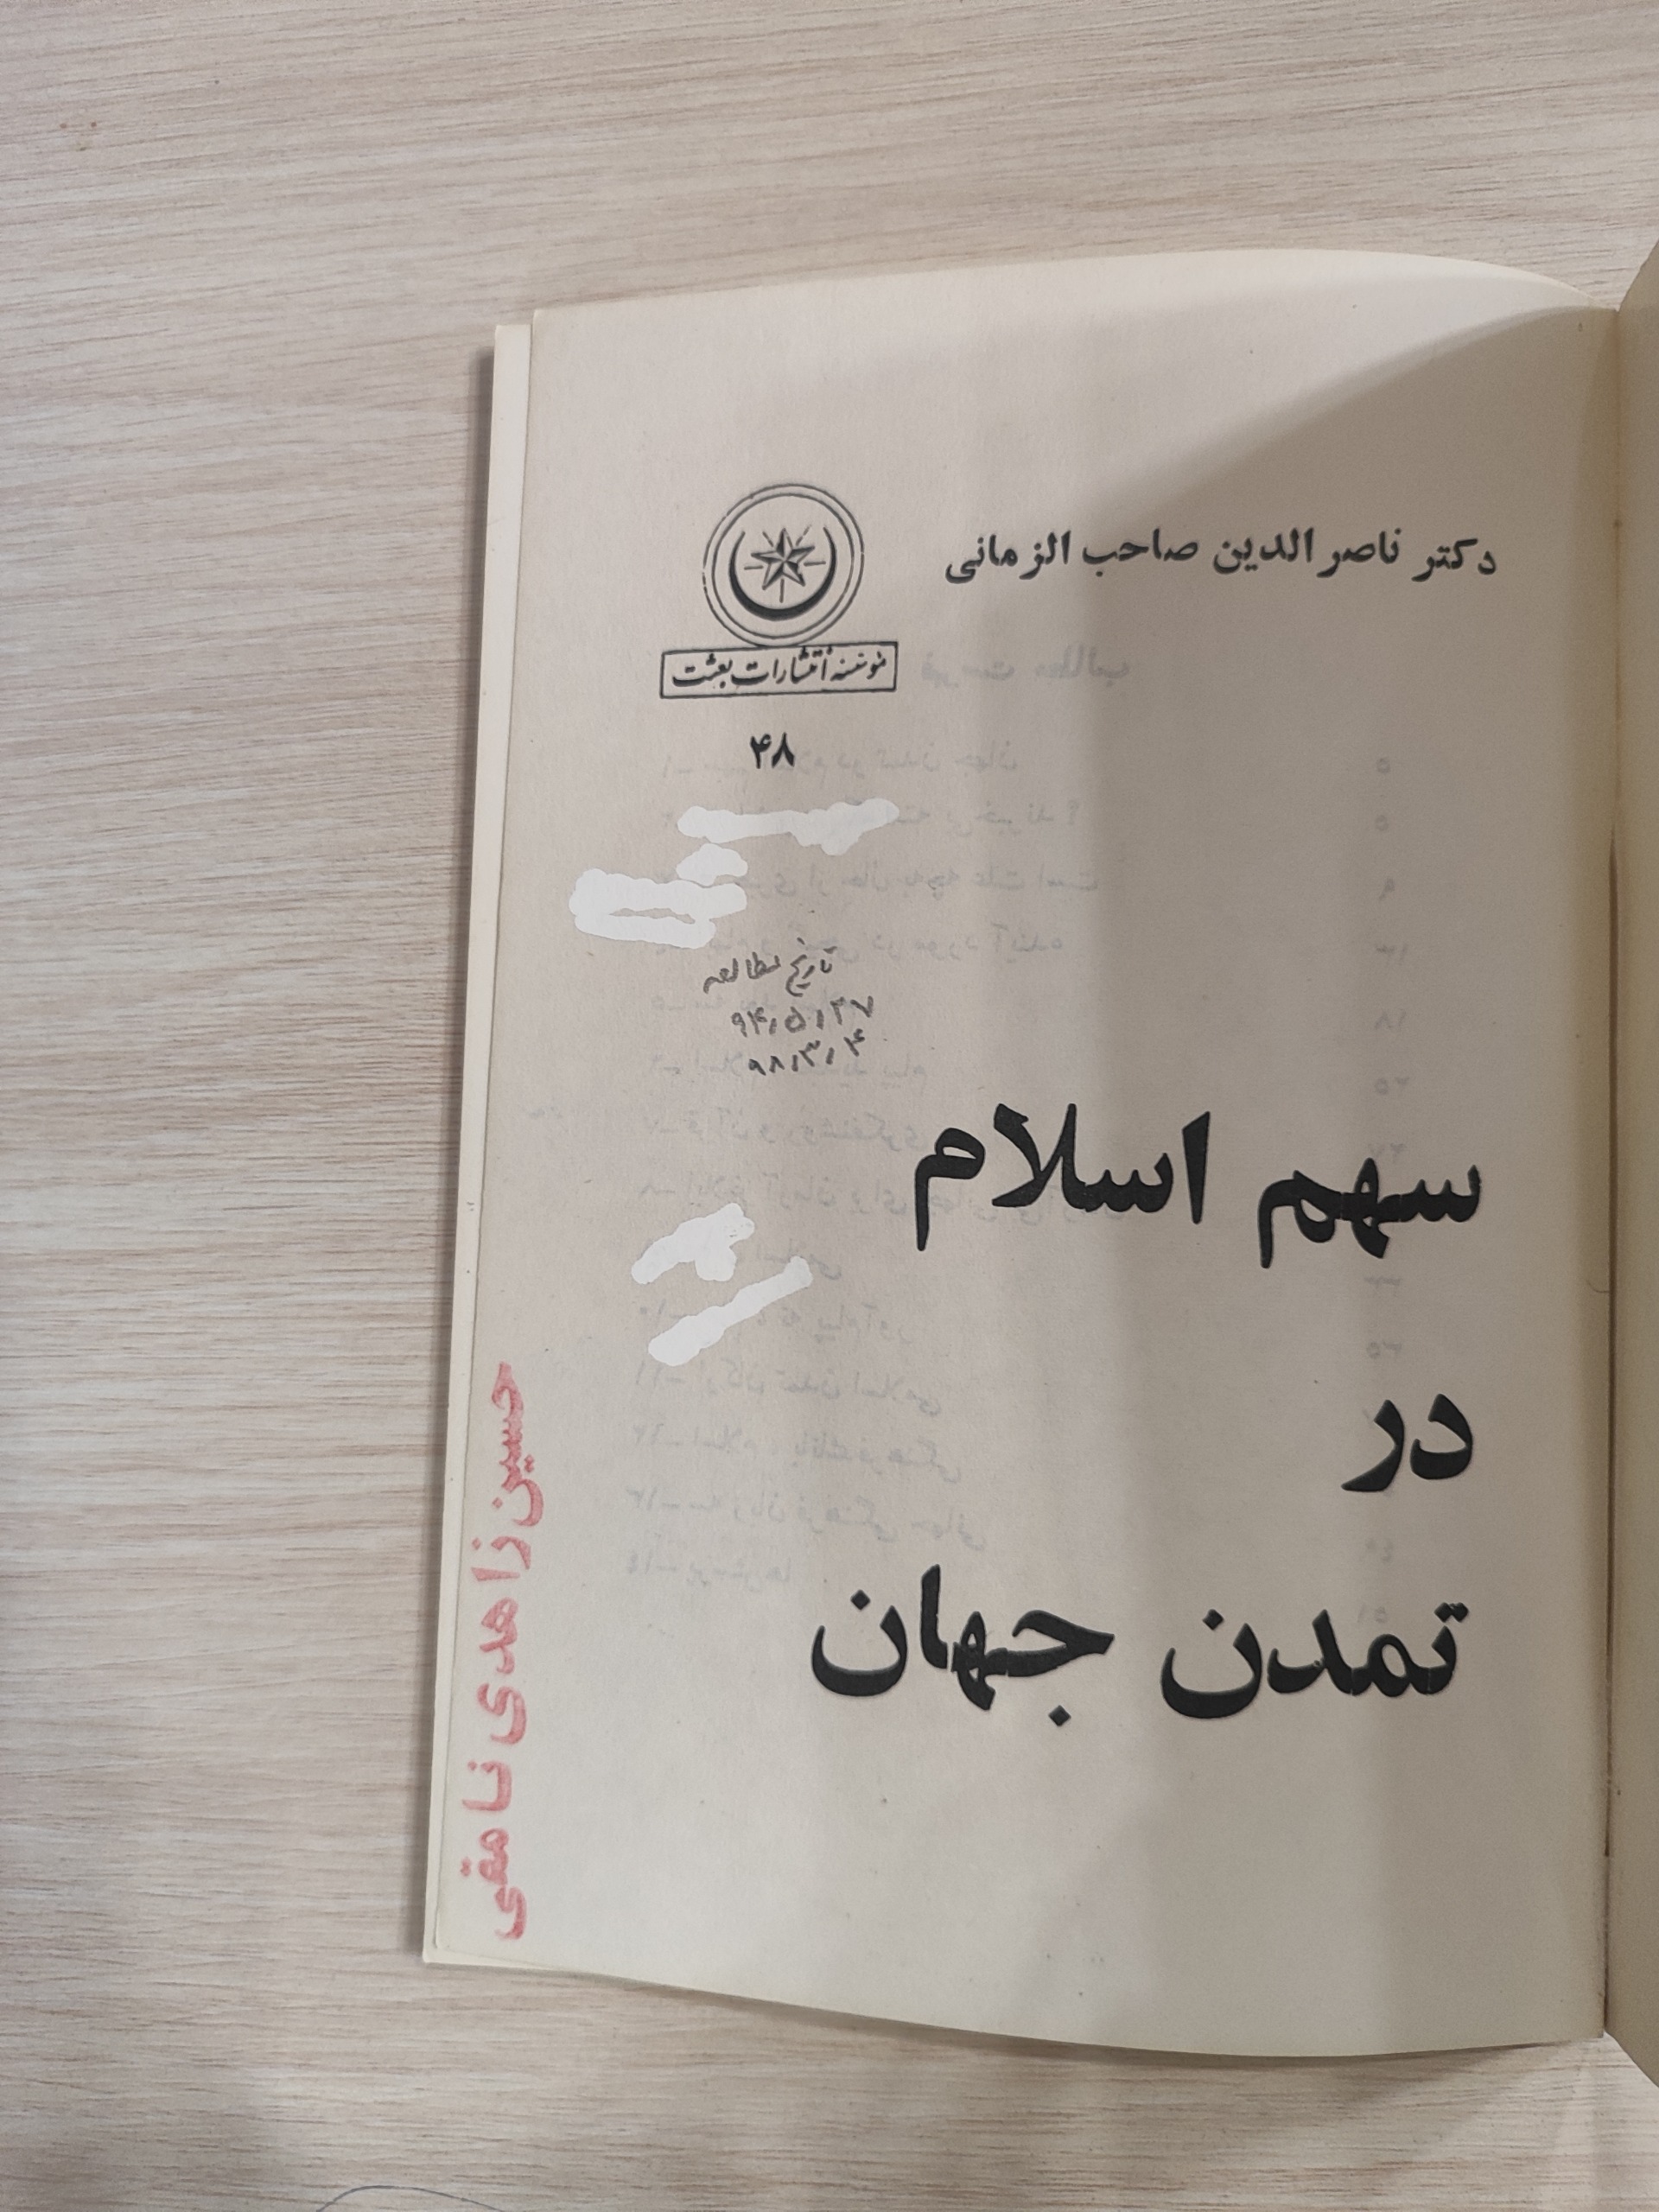 دکتر ناصرالدین صاحب الزمانی
موسسه انتشارات بعثت
۴۸
تاریخ مطالعه
۹۴/۵/۲۷
۹۸/۳/۴
سهم اسلام
در
تمدن جهان
حسین زاهدی نامقی